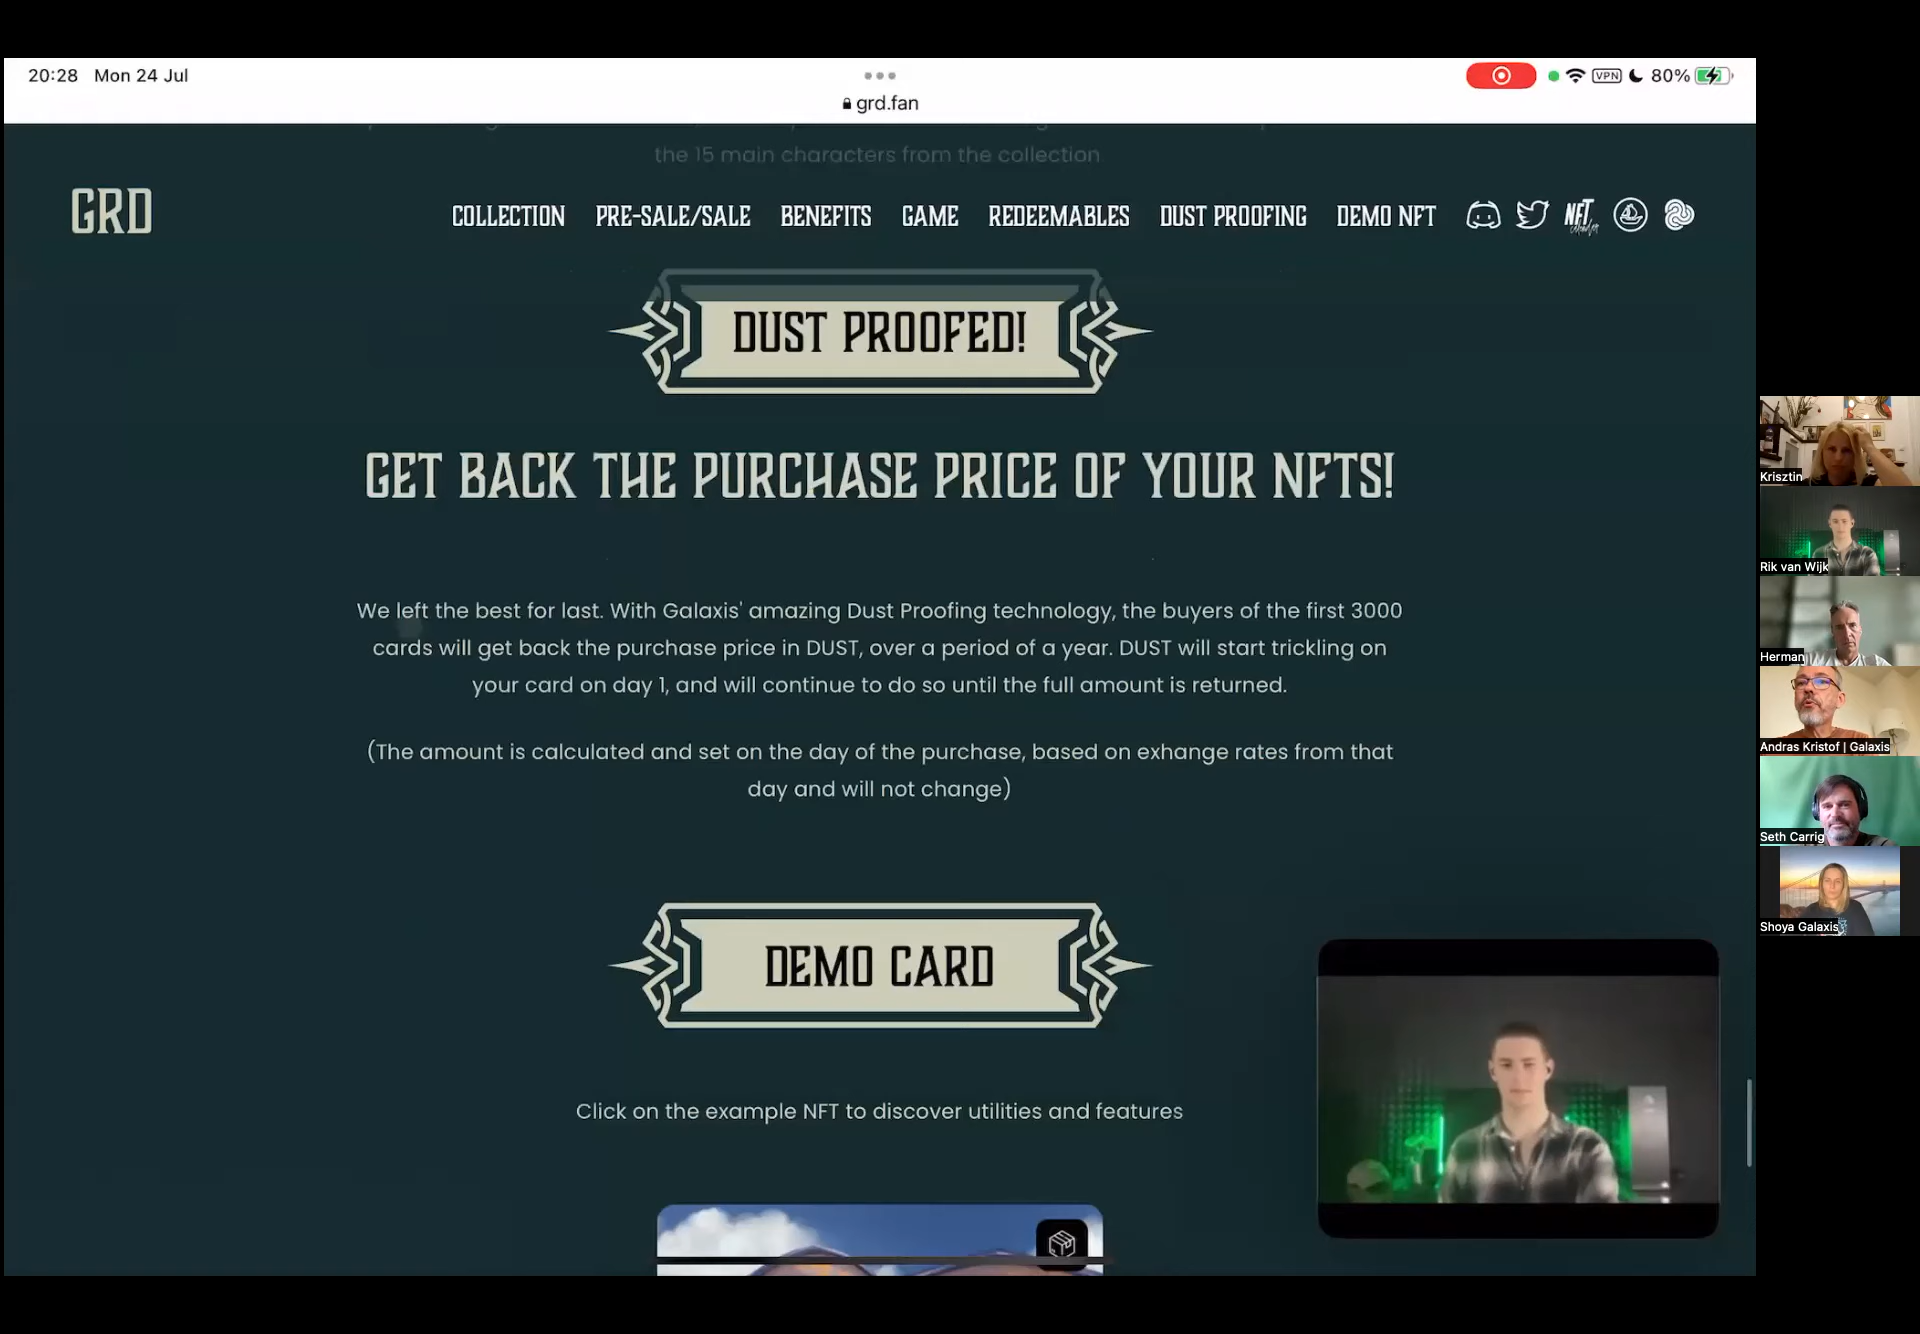 20:28 Mon 24 Jul
VPN 80%
grd.fan
the 15 main characters from the collection
GRD
COLLECTION PRE-SALE/SALE BENEFITS GAME REDEEMABLES DUST PROOFING DEMO NFT NFT
DUST PROOFED!
GET BACK THE PURCHASE PRICE OF YOUR NFTS!
We left the best for last. With Galaxis' amazing Dust Proofing technology, the buyers of the first 3000
cards will get back the purchase price in DUST, over a period of a year. DUST will start trickling on
your card on day 1, and will continue to do so until the full amount is returned.
(The amount is calculated and set on the day of the purchase, based on exhange rates from that
day and will not change)
DEMO CARD
Click on the example NFT to discover utilities and features
Krisztin
Rik van Wijk
Herman
Andras Kristof | Galaxis
Seth Carrig
Shoya Galaxis